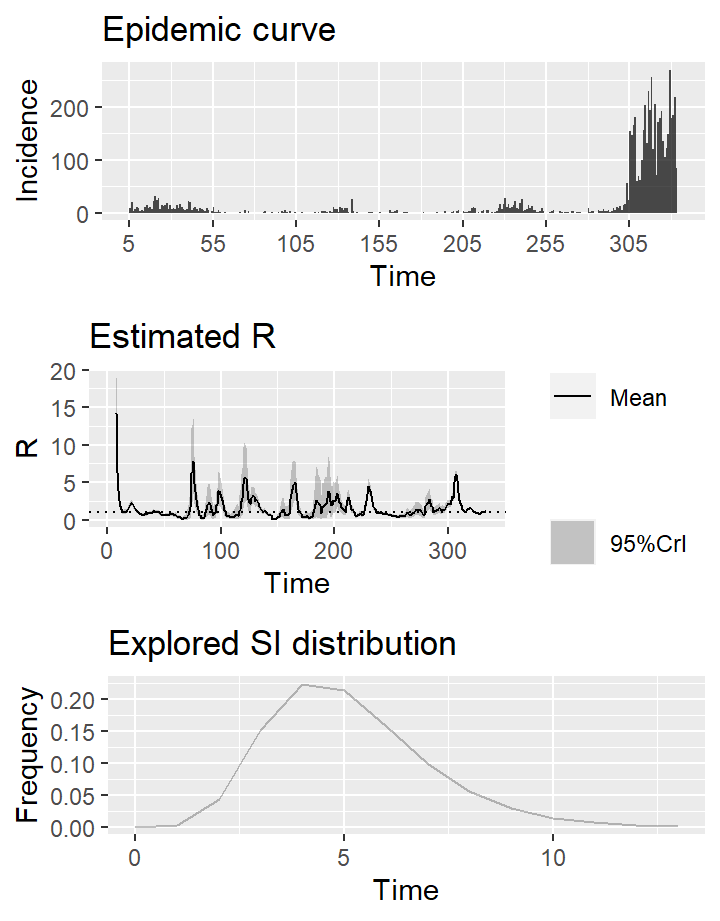 Epidemic curve
Incidence
200
100
0
5 55 105 155 205 255 305
Time
Estimated R
R
20
15
10
5
0
0 100 200 300
Time
Mean
95%CrI
Explored SI distribution
Frequency
0.20
0.15
0.10
0.05
0.00
0 5 10
Time